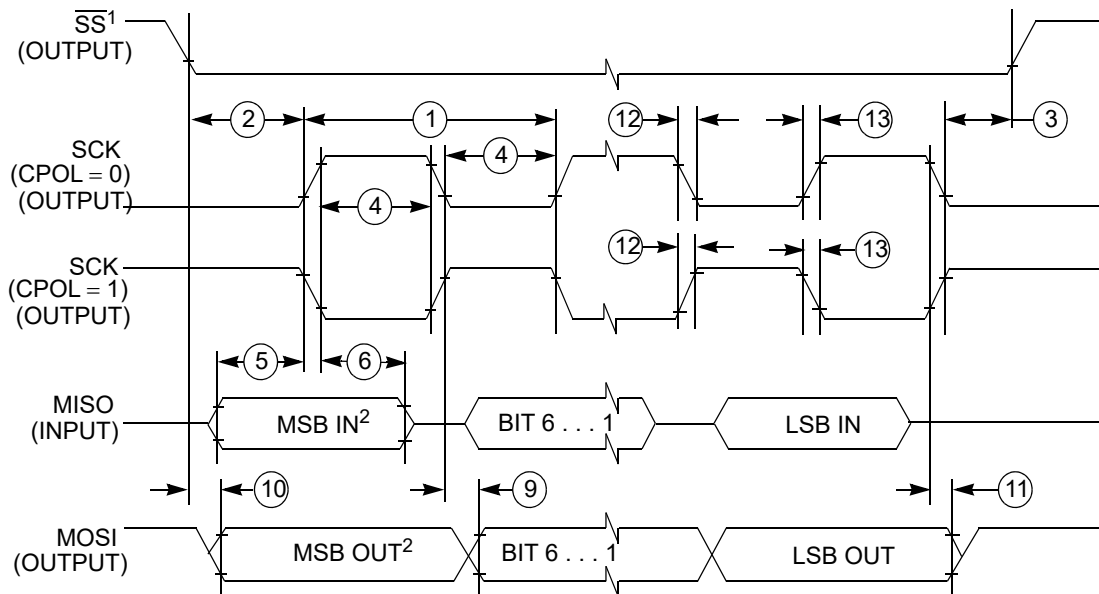 SS1
(OUTPUT)
2
1
12
13
3
SCK
(CPOL = 0)
(OUTPUT)
4
4
SCK
(CPOL = 1)
(OUTPUT)
12
13
5
6
MISO
(INPUT)
MSB IN2
BIT 6 . . . 1
LSB IN
10
9
11
MOSI
(OUTPUT)
MSB OUT2
BIT 6 . . . 1
LSB OUT